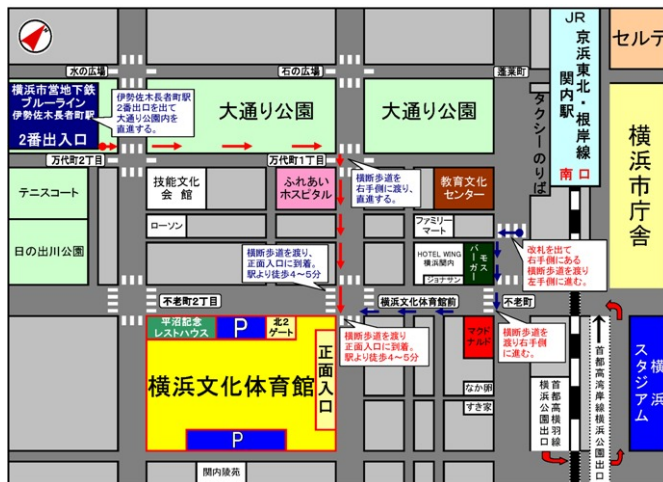 JR
京浜東北・根岸線
関内駅
南口
セルテ
水の広場
石の広場
蓬莱町
横浜市営地下鉄
ブルーライン
伊勢佐木長者町駅
2番出入口
伊勢佐木長者町駅
2番出口を出て
大通り公園内を
直進する。
大通り公園
大通り公園
タクシーのりば
横浜市庁舎
万代町2丁目
万代町1丁目
テニスコート
日の出川公園
技能文化
会館
ふれあい
ホスピタル
横断歩道を
右手側に渡り、
直進する。
教育文化
センター
ローソン
ファミリー
マート
HOTEL WING
横浜関内
ジョナサン
モス
バーガー
改札を出て
右手側にある
横断歩道を渡り
左手側に進む。
横断歩道を渡り、
正面入口に到着。
駅より徒歩4～5分
不老町2丁目
横浜文化体育館前
不老町
平沼記念
レストハウス
P
北2
ゲート
正面入口
横浜文化体育館
P
横断歩道を渡り
正面入口に到着。
駅より徒歩4～5分
マクド
ナルド
横断歩道を
渡り右手側
に進む。
なか卯
すき家
首都高横羽線
横浜公園出口
首都高湾岸線横浜公園出口
横浜
スタジアム
関内陵苑